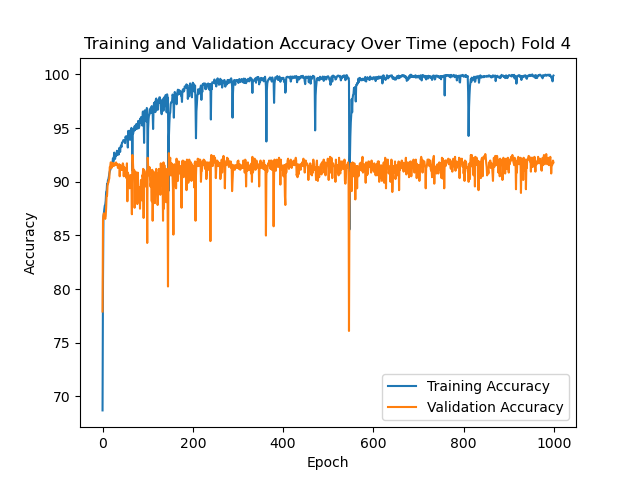 Training and Validation Accuracy Over Time (epoch) Fold 4
100
95
90
85
80
75
70
Accuracy
0
200
400
600
800
1000
Epoch
Training Accuracy
Validation Accuracy